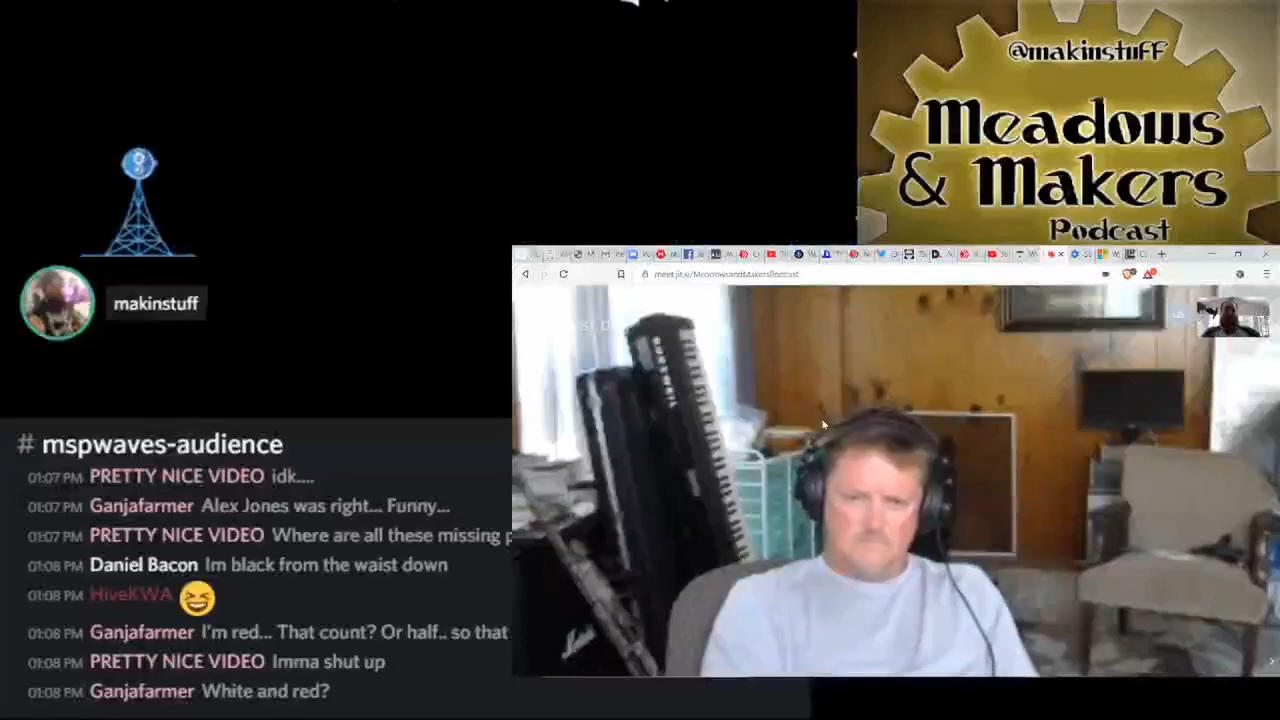 @makinstuff
Meadows
& Makers
Podcast
makinstuff
meet.jit.si/MeadowsandMakersPodcast
# mspwaves-audience
01:07 PM PRETTY NICE VIDEO idk....
01:07 PM Ganjafarmer Alex Jones was right... Funny...
01:07 PM PRETTY NICE VIDEO Where are all these missing
01:08 PM Daniel Bacon Im black from the waist down
01:08 PM HiveKWA 😆
01:08 PM Ganjafarmer I'm red... That count? Or half.. so that
01:08 PM PRETTY NICE VIDEO Imma shut up
01:08 PM Ganjafarmer White and red?